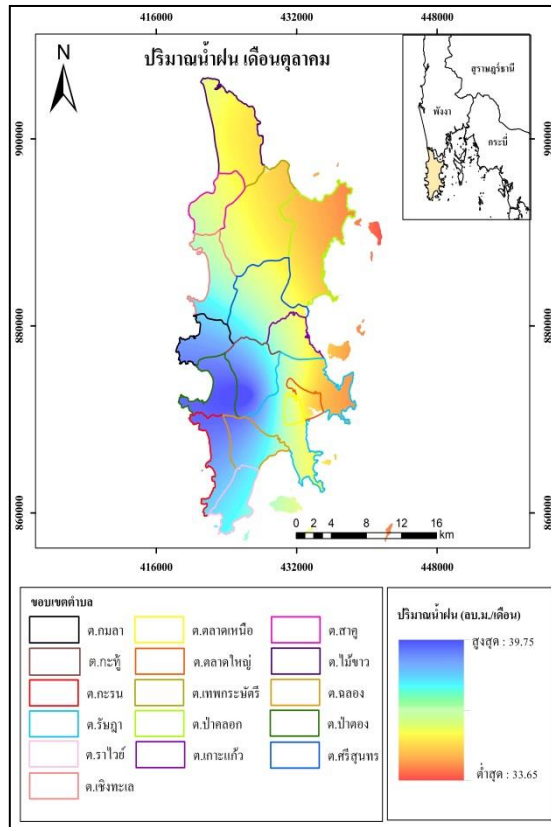 416000 432000 448000
N
ปริมาณน้ำฝน เดือนตุลาคม
สุราษฎร์ธานี
พังงา
กระบี่
900000 900000
880000 880000
860000 860000
0 2 4 8 12 16
km
416000 432000 448000
ขอบเขตตำบล
ต.กมลา
ต.กะทู้
ต.กะรน
ต.รัษฎา
ต.ราไวย์
ต.เชิงทะเล
ต.ตลาดเหนือ
ต.ตลาดใหญ่
ต.เทพกระษัตรี
ต.ป่าคลอก
ต.เกาะแก้ว
ต.สาคู
ต.ไม้ขาว
ต.ฉลอง
ต.ป่าตอง
ต.ศรีสุนทร
ปริมาณน้ำฝน (ลบ.ม./เดือน)
สูงสุด : 39.75
ต่ำสุด : 33.65